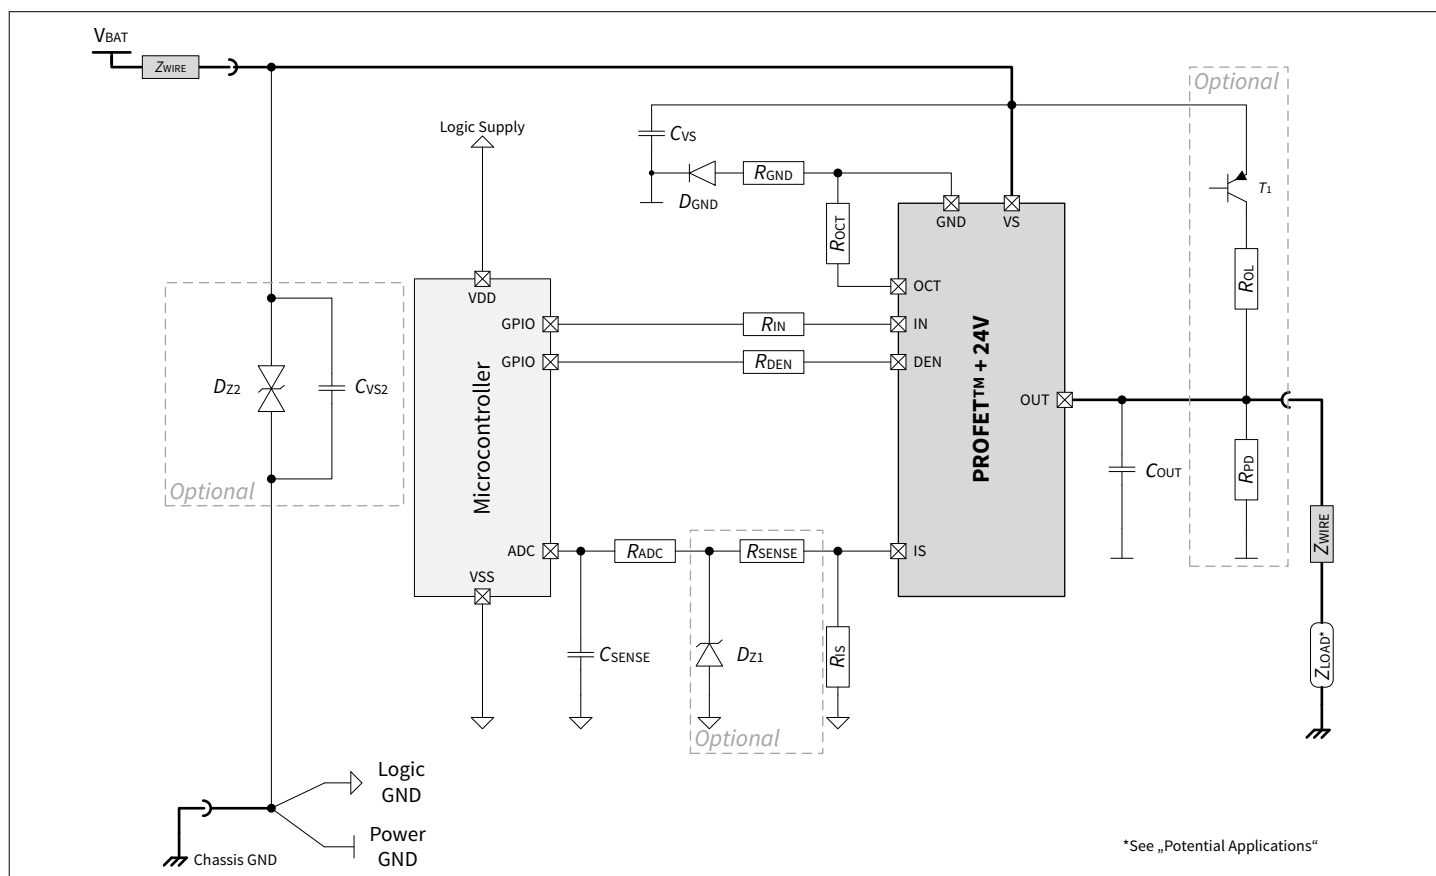 VBAT
ZWIRE
Optional
Logic Supply
CVS
RGND
DGND
ROCT
T1
GND
VS
ROL
VDD
OCT
GPIO
RIN
IN
GPIO
RDEN
DEN
DZ2
CVS2
Microcontroller
PROFET™ + 24V
OUT
COUT
RPD
Optional
ADC
RADC
RSENSE
IS
ZWIRE
VSS
CSENSE
DZ1
RIS
ZLOAD*
Optional
Logic
GND
Power
GND
Chassis GND
*See „Potential Applications“